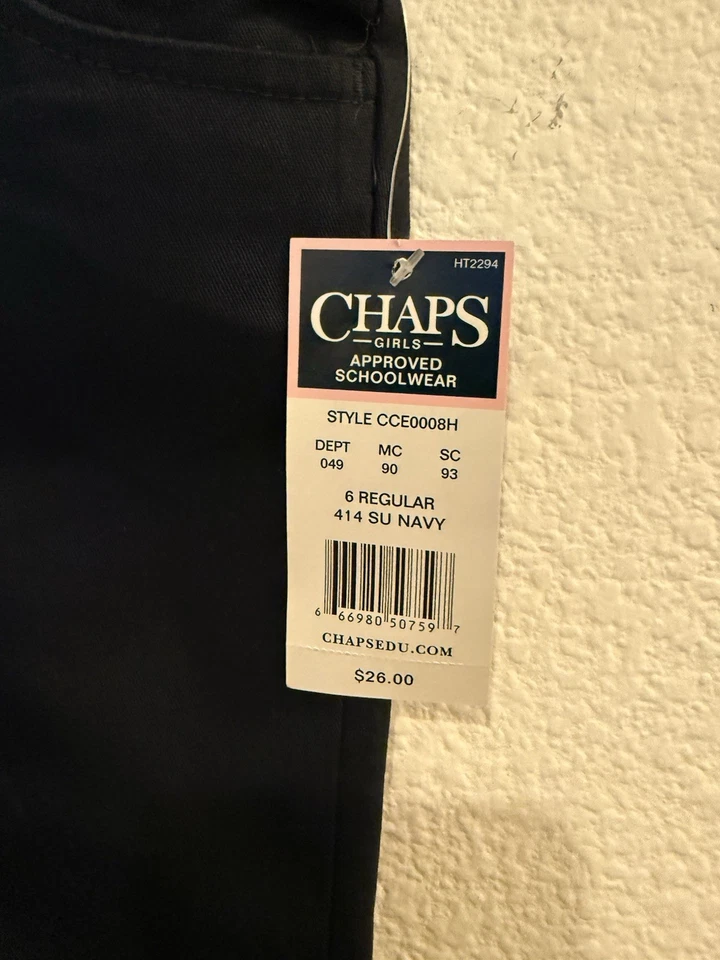 HT2294
CHAPS
GIRLS
APPROVED
SCHOOLWEAR
STYLE CCE0008H
DEPT MC SC
049 90 93
6 REGULAR
414 SU NAVY
6 66980 50759 7
CHAPSEDU.COM
$26.00